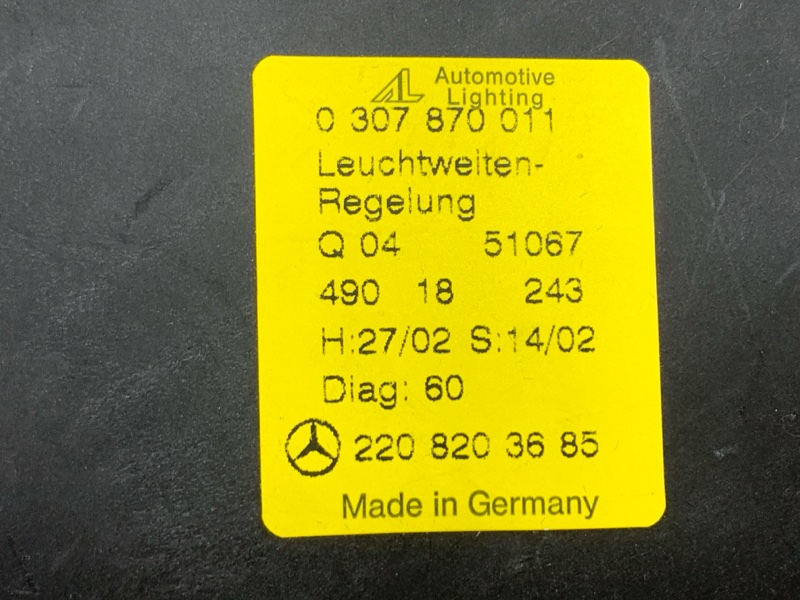 AL Automotive
Lighting
0 307 870 011
Leuchtweiten-
Regelung
Q 04 51067
490 18 243
H:27/02 S:14/02
Diag: 60
220 820 36 85
Made in Germany